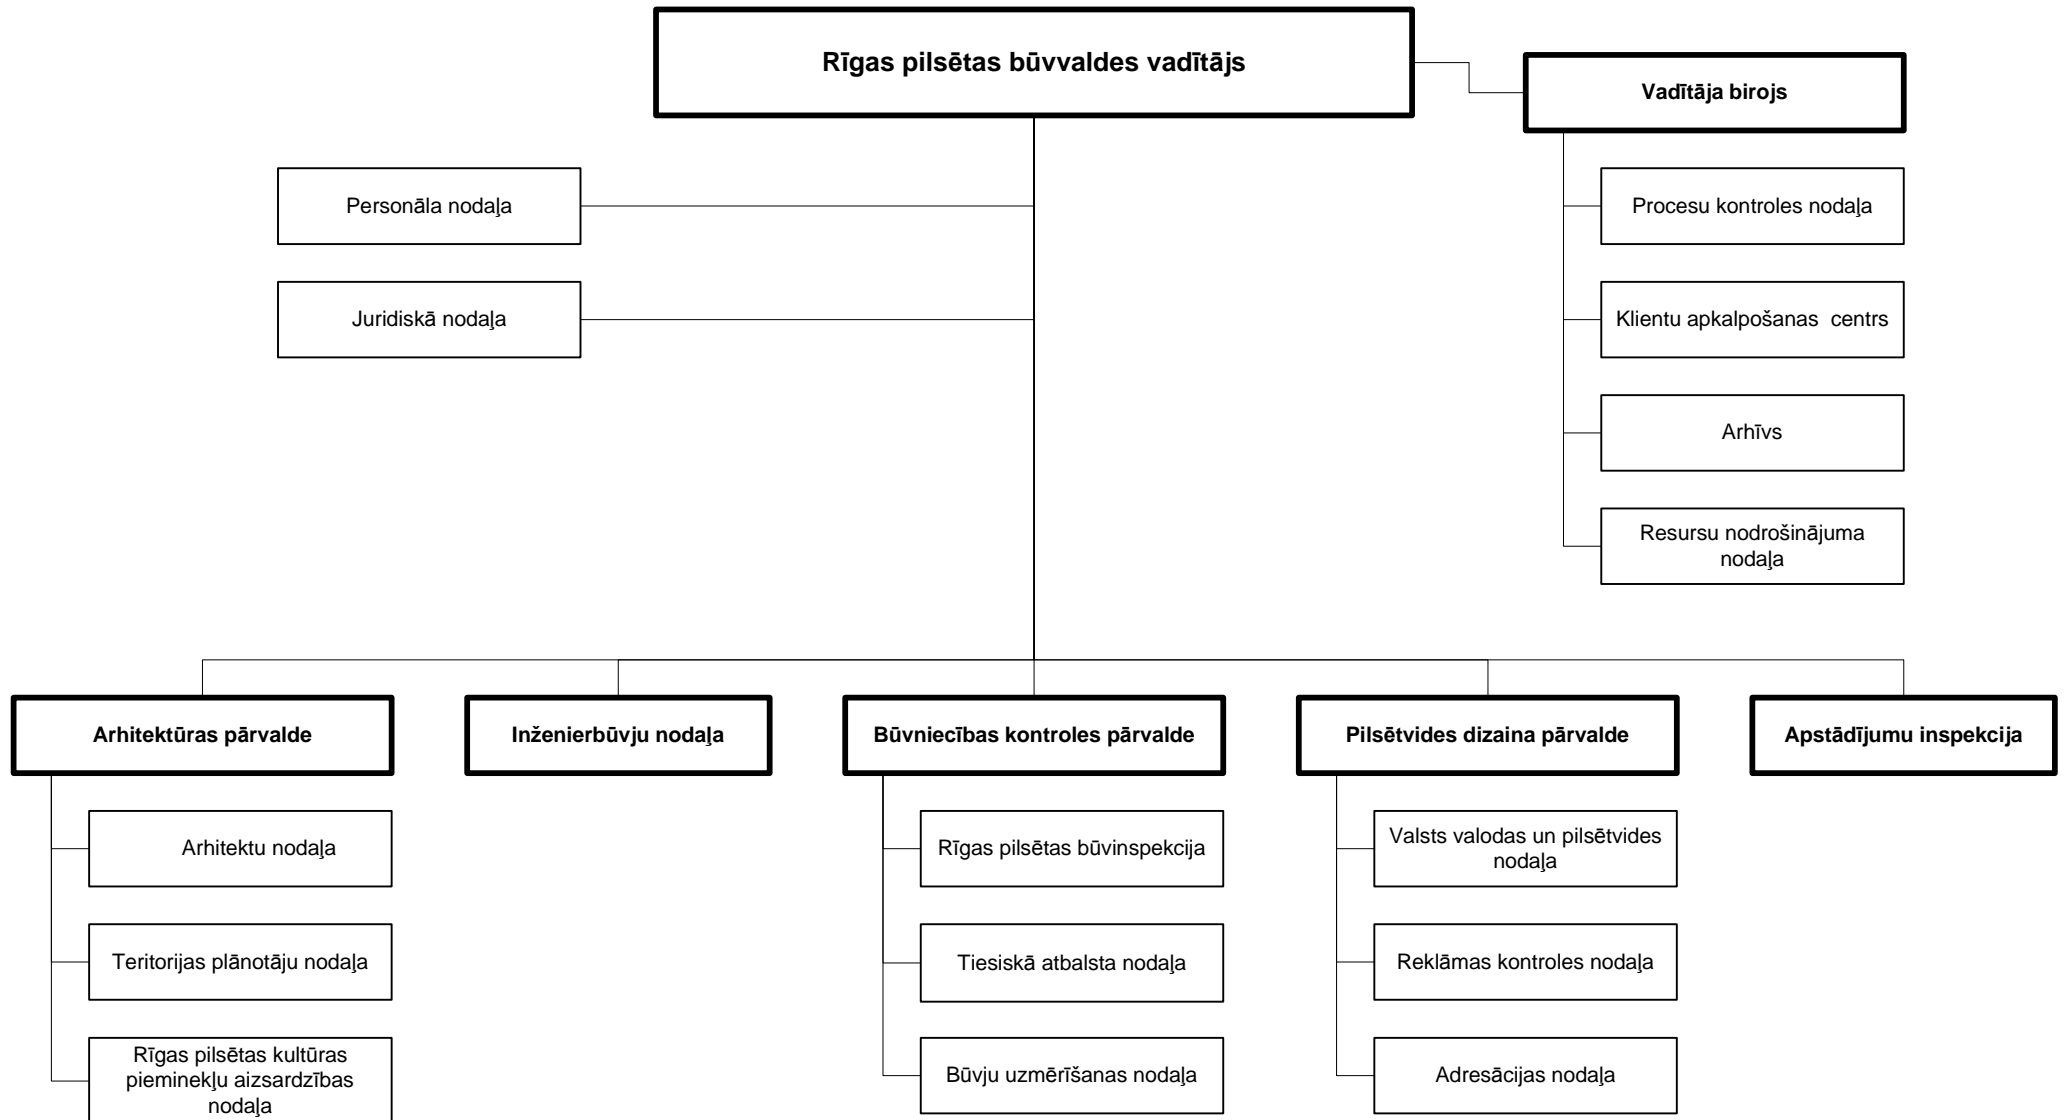 Rīgas pilsētas būvvaldes vadītājs
Vadītāja birojs
Personāla nodaļa
Procesu kontroles nodaļa
Juridiskā nodaļa
Klientu apkalpošanas  centrs
Arhīvs
Resursu nodrošinājuma
nodaļa
Arhitektūras pārvalde
Inženierbūvju nodaļa
Būvniecības kontroles pārvalde
Pilsētvides dizaina pārvalde
Apstādījumu inspekcija
Arhitektu nodaļa
Rīgas pilsētas būvinspekcija
Valsts valodas un pilsētvides
nodaļa
Teritorijas plānotāju nodaļa
Tiesiskā atbalsta nodaļa
Reklāmas kontroles nodaļa
Rīgas pilsētas kultūras
pieminekļu aizsardzības
nodaļa
Būvju uzmērīšanas nodaļa
Adresācijas nodaļa